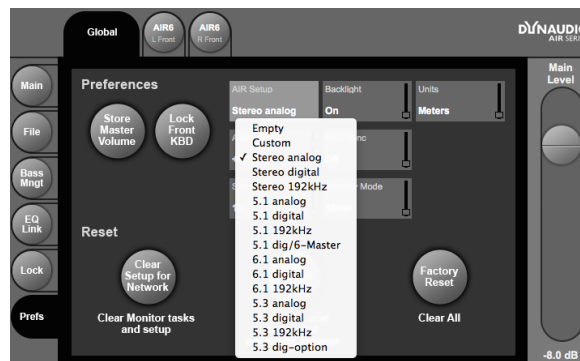 Global
AIR6
L Front
AIR6
R Front
DYNAUDIO
AIR SERI
Main
File
Bass
Mngt
EQ
Link
Lock
Prefs
Preferences
Store
Master
Volume
Lock
Front
KBD
AIR Setup
Stereo analog
Backlight
On
Units
Meters
Mode
Empty
Custom
✓ Stereo analog
Stereo digital
Stereo 192kHz
5.1 analog
5.1 digital
5.1 192kHz
5.1 dig/6-Master
6.1 analog
6.1 digital
6.1 192kHz
5.3 analog
5.3 digital
5.3 192kHz
5.3 dig-option
Reset
Clear
Setup for
Network
Clear Monitor tasks
and setup
Factory
Reset
Clear All
Main
Level
-8.0 dB